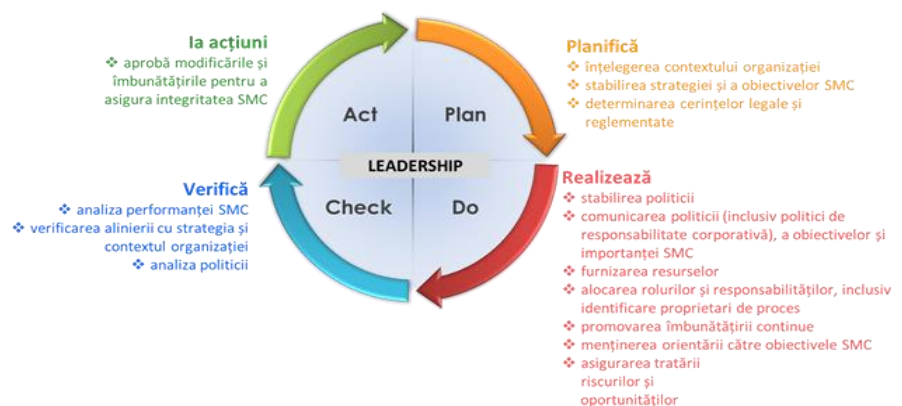 Ia acțiuni
❖ aprobă modificările și
îmbunătățirile pentru a
asigura integritatea SMC
Planifică
❖ înțelegerea contextului organizației
❖ stabilirea strategiei și a obiectivelor SMC
❖ determinarea cerințelor legale și
reglementate
Act
Plan
LEADERSHIP
Check
Do
Verifică
❖ analiza performanței SMC
❖ verificarea alinierii cu strategia și
contextul organizației
❖ analiza politicii
Realizează
❖ stabilirea politicii
❖ comunicarea politicii (inclusiv politici de
responsabilitate corporativă), a obiectivelor și
importanței SMC
❖ furnizarea resurselor
❖ alocarea rolurilor și responsabilităților, inclusiv
identificare proprietari de proces
❖ promovarea îmbunătățirii continue
❖ menținerea orientării către obiectivele SMC
❖ asigurarea tratării
riscurilor și
oportunităților